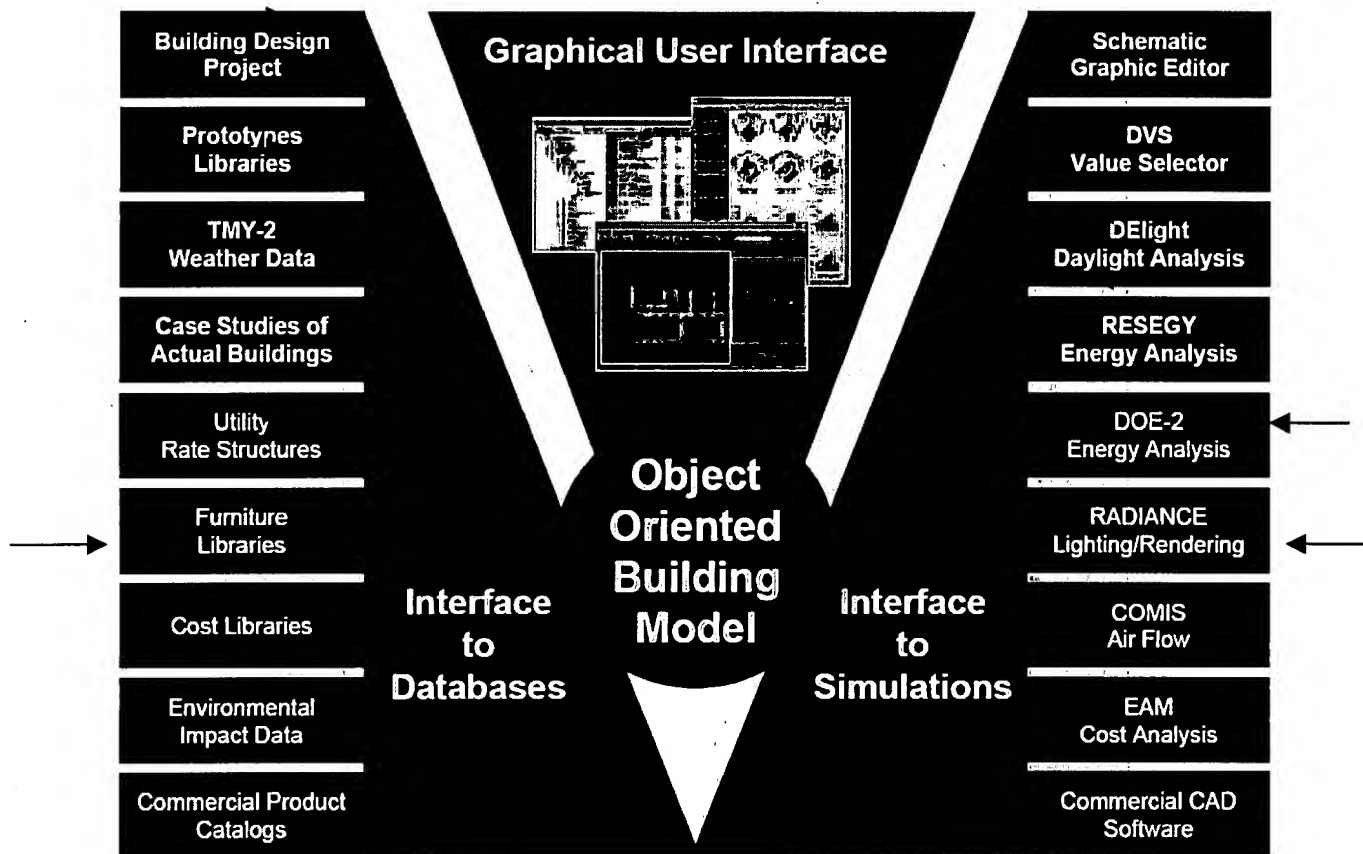 Building Design
Project
Prototypes
Libraries
TMY-2
Weather Data
Case Studies of
Actual Buildings
Utility
Rate Structures
Furniture
Libraries
Cost Libraries
Environmental
Impact Data
Commercial Product
Catalogs
Graphical User Interface
Object
Oriented
Building
Model
Interface
to
Databases
Interface
to
Simulations
Schematic
Graphic Editor
DVS
Value Selector
DElight
Daylight Analysis
RESEGY
Energy Analysis
DOE-2
Energy Analysis
RADIANCE
Lighting/Rendering
COMIS
Air Flow
EAM
Cost Analysis
Commercial CAD
Software